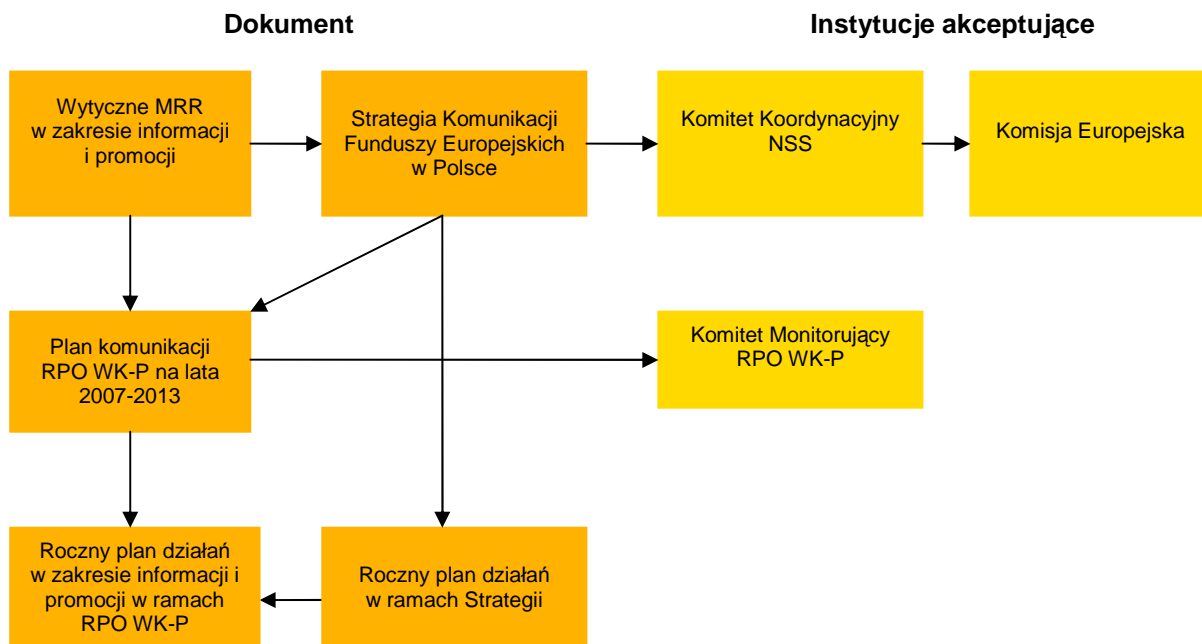 Dokument
Instytucje akceptujące
Wytyczne MRR
w zakresie informacji
i promocji
Strategia Komunikacji
Funduszy Europejskich
w Polsce
Komitet Koordynacyjny
NSS
Komisja Europejska
Plan komunikacji
RPO WK-P na lata
2007-2013
Komitet Monitorujący
RPO WK-P
Roczny plan działań
w zakresie informacji i
promocji w ramach
RPO WK-P
Roczny plan działań
w ramach Strategii